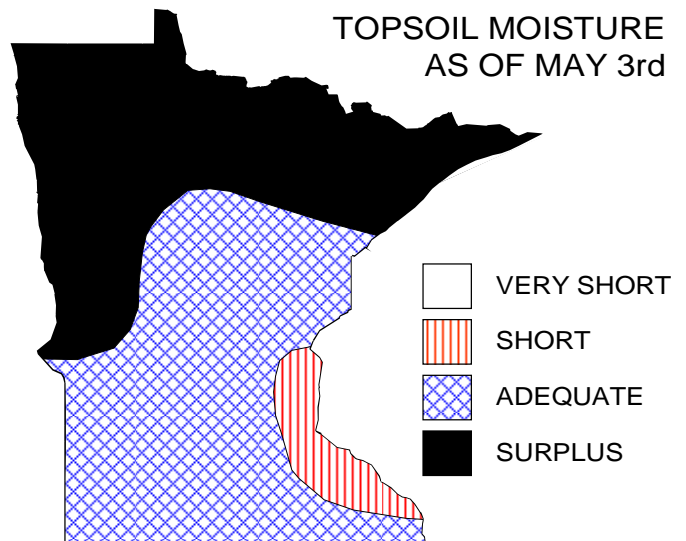 TOPSOIL MOISTURE
AS OF MAY 3rd
VERY SHORT
SHORT
ADEQUATE
SURPLUS